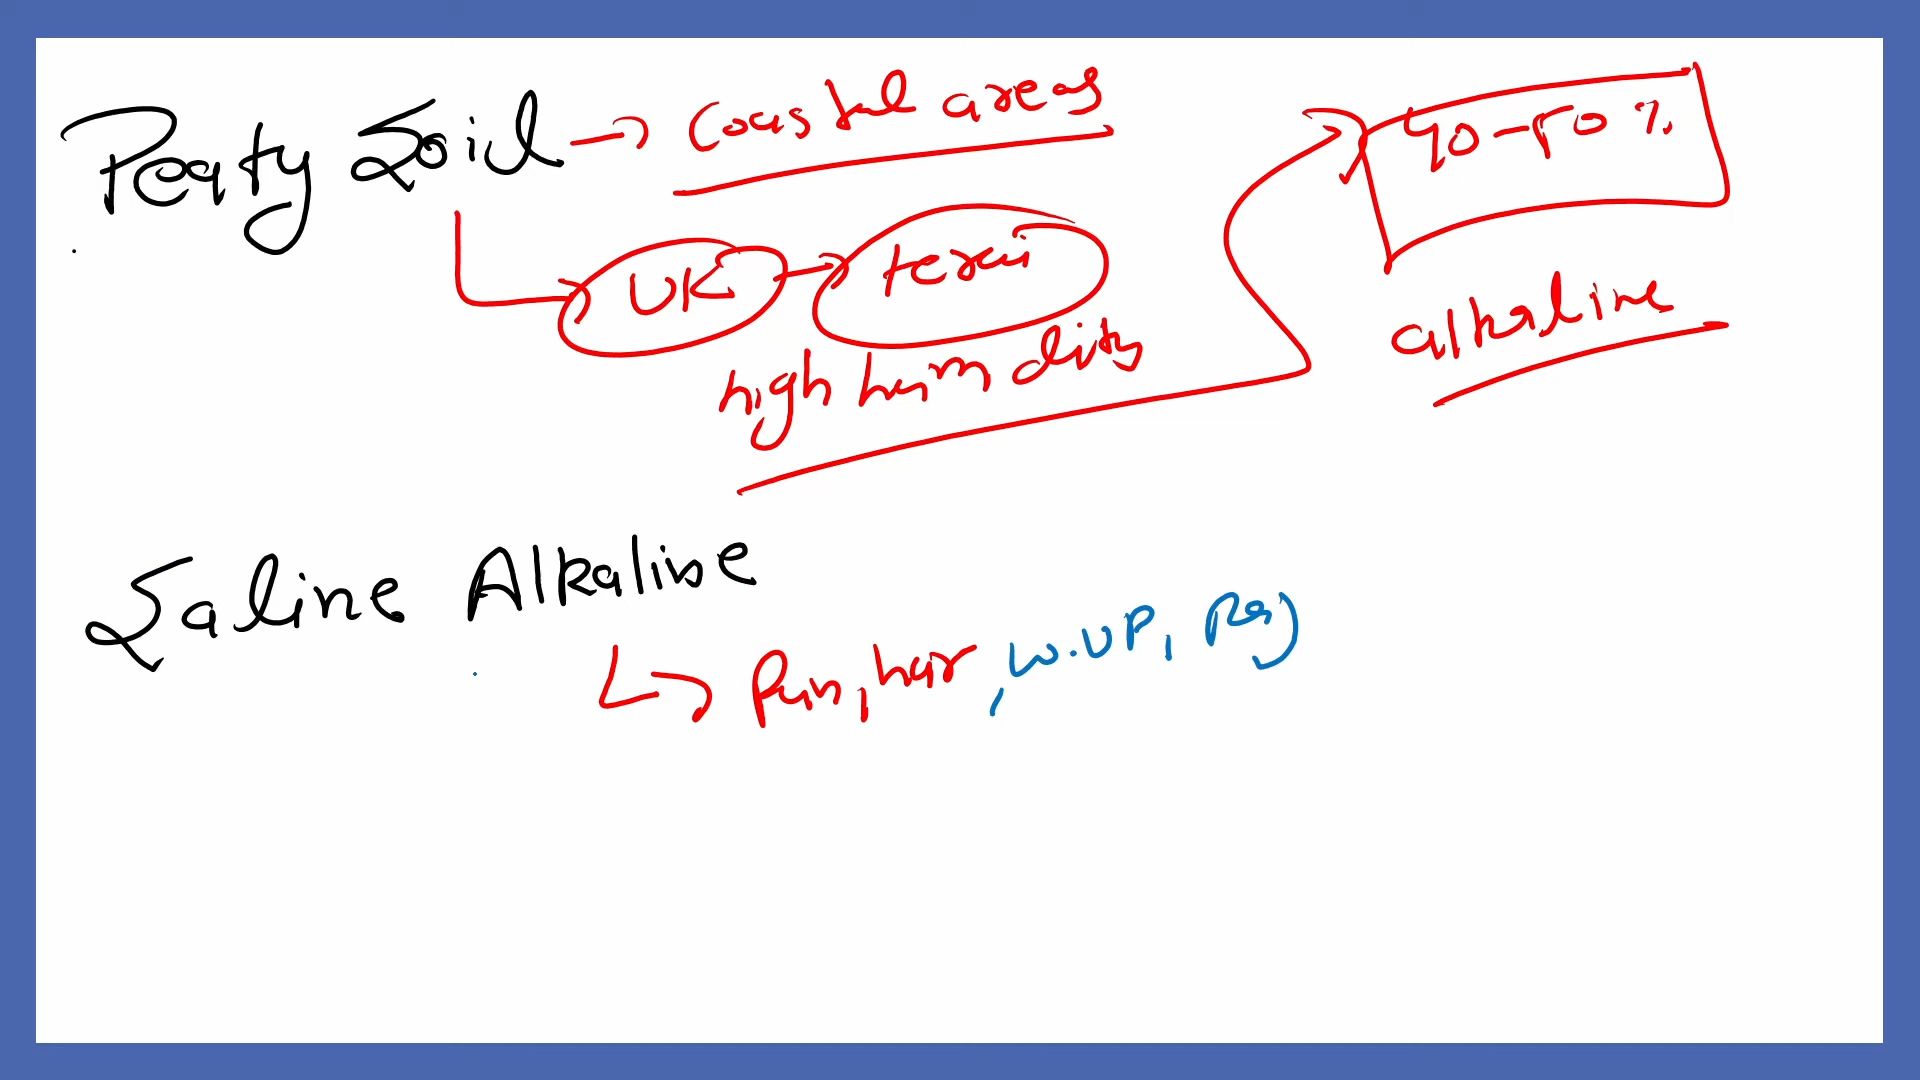 Peaty Soil → Coastal areas
40-50%
UK → terai
alkaline
high humidity
Saline Alkaline
Pun, har, W.UP, Raj